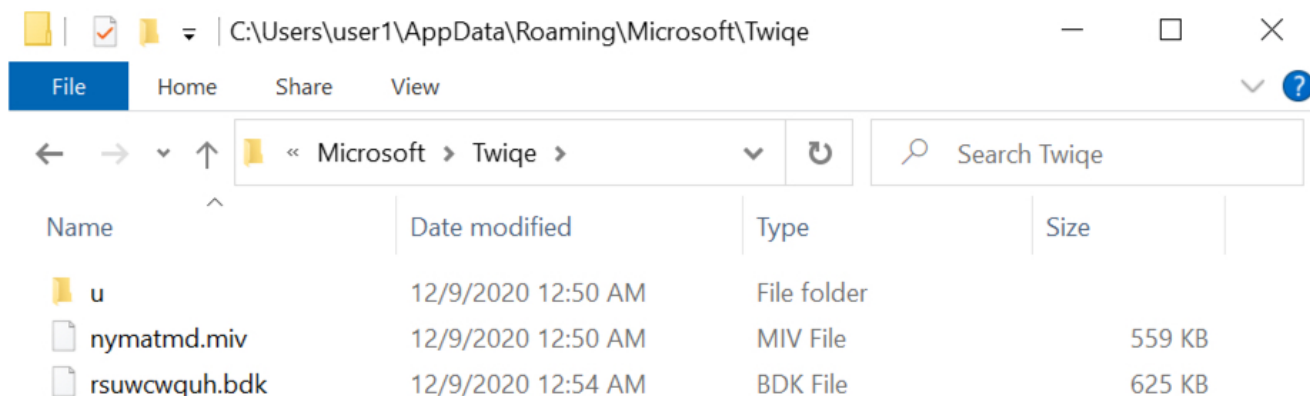 C:\Users\user1\AppData\Roaming\Microsoft\Twiqe
File Home Share View
« Microsoft > Twiqe > Search Twiqe
Name Date modified Type Size
u 12/9/2020 12:50 AM File folder
nymatmd.miv 12/9/2020 12:50 AM MIV File 559 KB
rsuwcwquh.bdk 12/9/2020 12:54 AM BDK File 625 KB